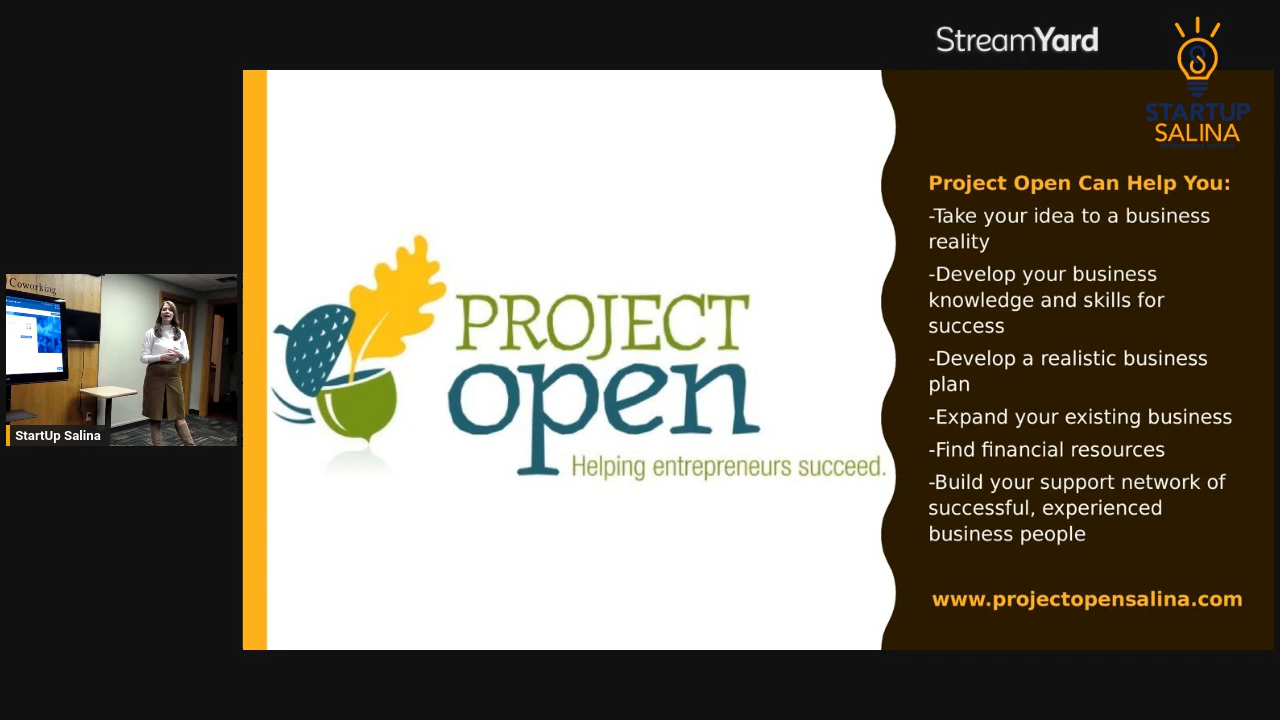 StreamYard
STARTUP
SALINA
Project Open Can Help You:
-Take your idea to a business
reality
-Develop your business
knowledge and skills for
success
-Develop a realistic business
plan
-Expand your existing business
-Find financial resources
-Build your support network of
successful, experienced
business people
www.projectopensalina.com
PROJECT
open
Helping entrepreneurs succeed.
Coworking
StartUp Salina